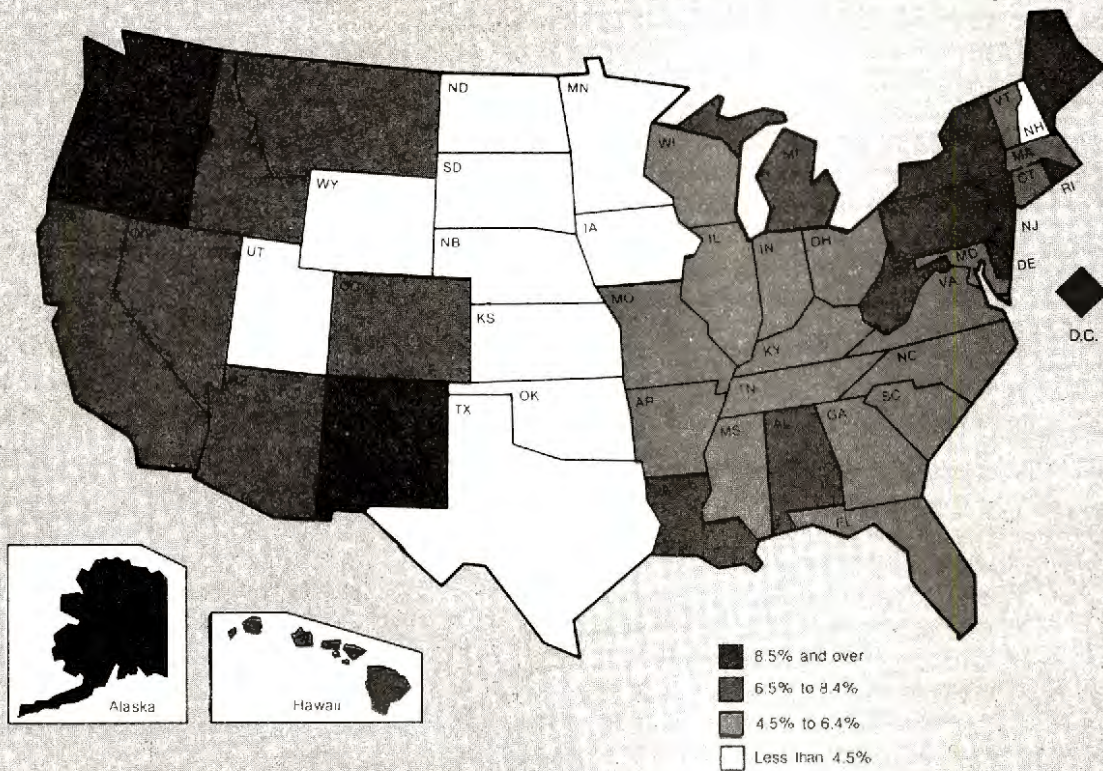 ND
MN
VT
NH
WI
MI
MA
SD
CT
RI
WY
IA
NJ
NB
IL
IN
OH
UT
MD
DE
VA
CO
MO
KS
D.C.
KY
NC
TN
OK
TX
AR
SC
MS
AL
GA
FL
Alaska
Hawaii
8.5% and over
6.5% to 8.4%
4.5% to 6.4%
Less than 4.5%